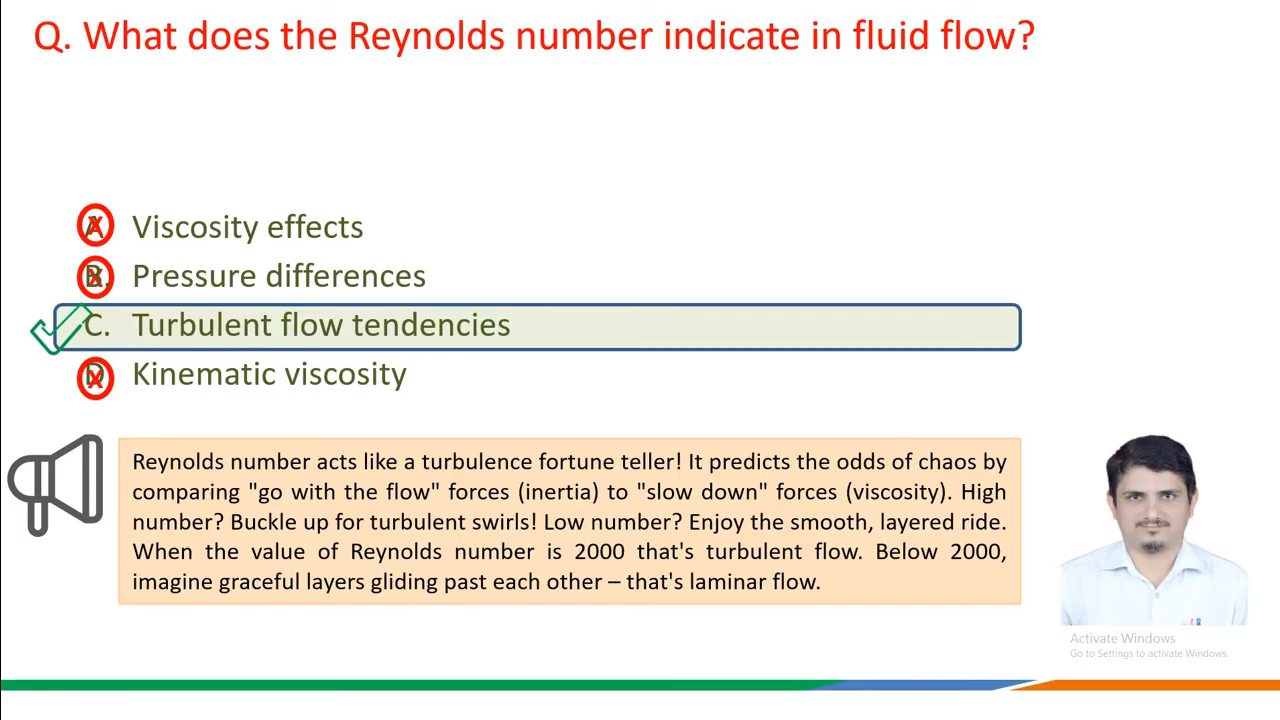 Q. What does the Reynolds number indicate in fluid flow?
A. Viscosity effects
B. Pressure differences
C. Turbulent flow tendencies
D. Kinematic viscosity
Reynolds number acts like a turbulence fortune teller! It predicts the odds of chaos by
comparing "go with the flow" forces (inertia) to "slow down" forces (viscosity). High
number? Buckle up for turbulent swirls! Low number? Enjoy the smooth, layered ride.
When the value of Reynolds number is 2000 that's turbulent flow. Below 2000,
imagine graceful layers gliding past each other – that's laminar flow.
Activate Windows
Go to Settings to activate Windows.